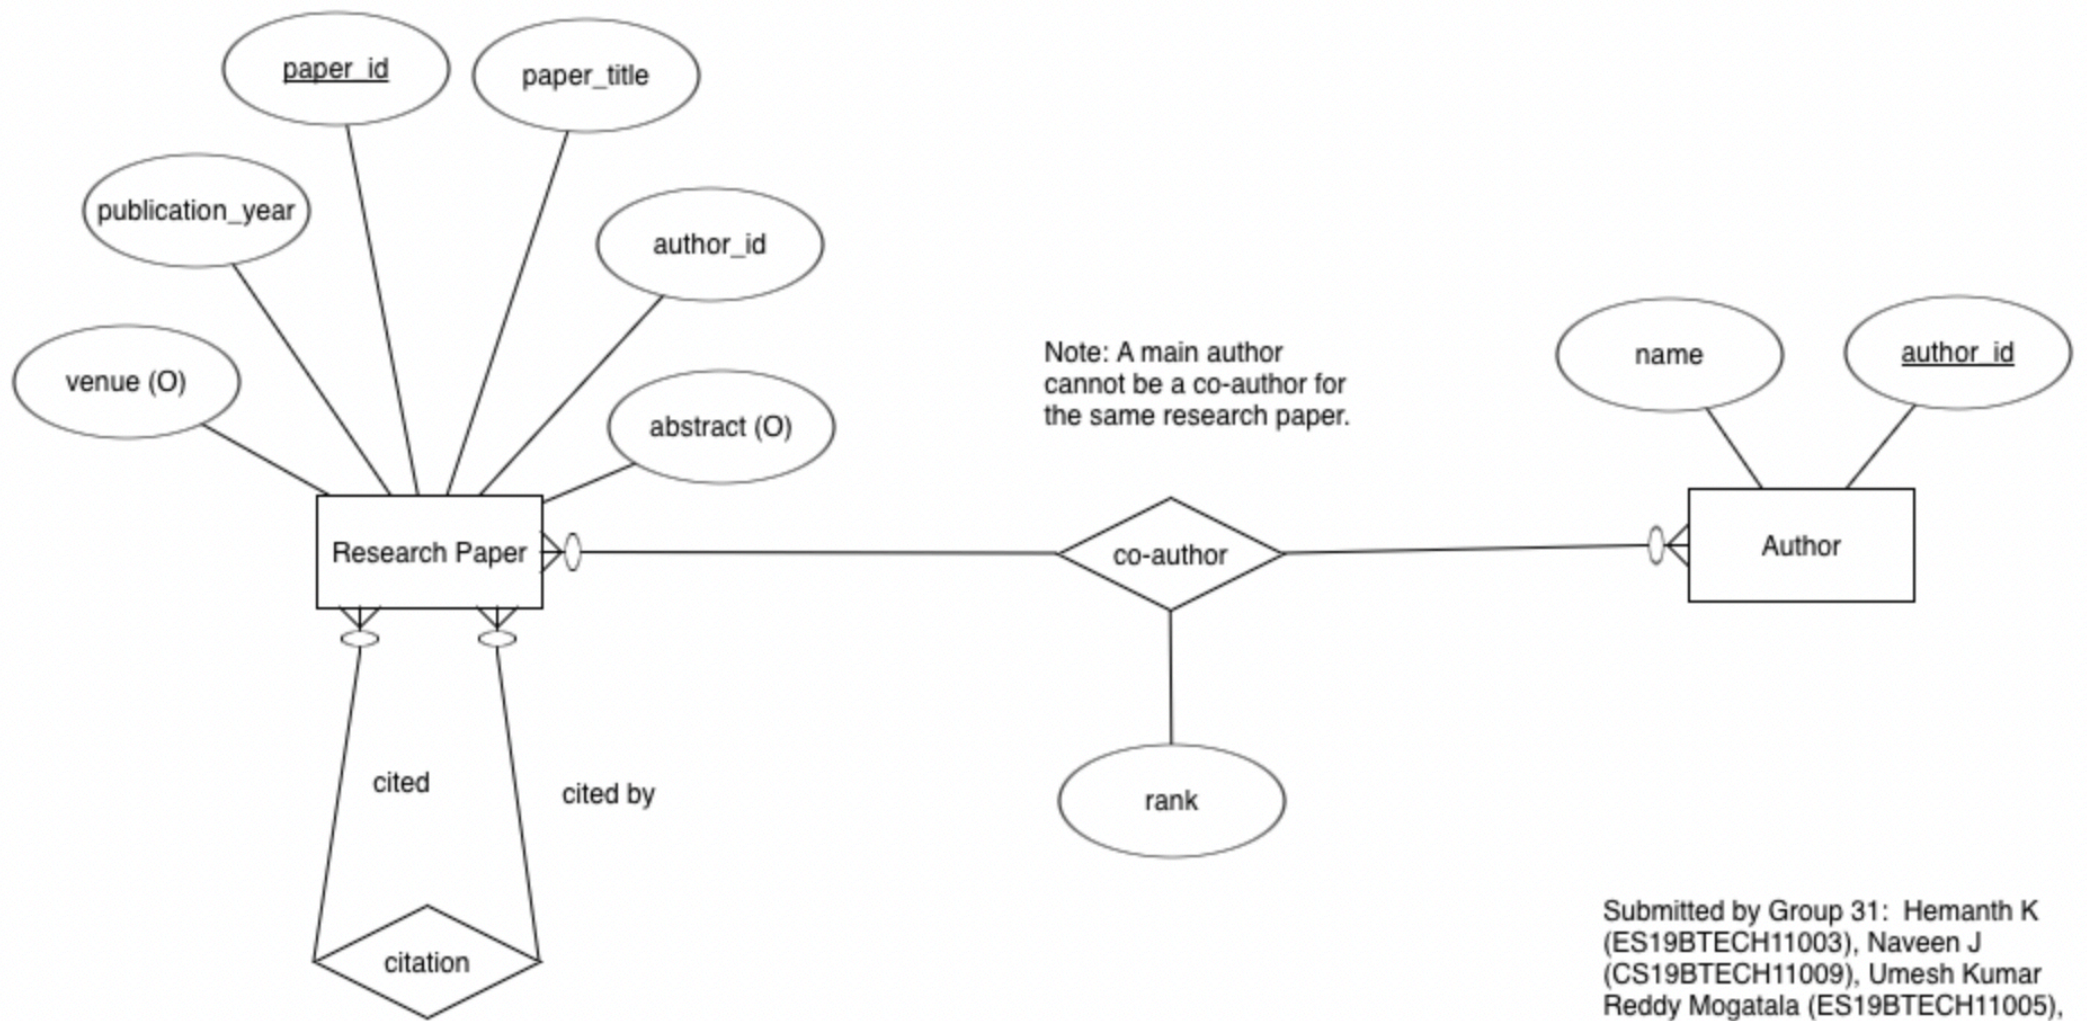 paper_id
paper_title
publication_year
author_id
venue (O)
abstract (O)
Note: A main author
cannot be a co-author for
the same research paper.
name
author_id
Research Paper
co-author
Author
cited
cited by
rank
citation
Submitted by Group 31:  Hemanth K
(ES19BTECH11003), Naveen J
(CS19BTECH11009), Umesh Kumar
Reddy Mogatala (ES19BTECH11005),